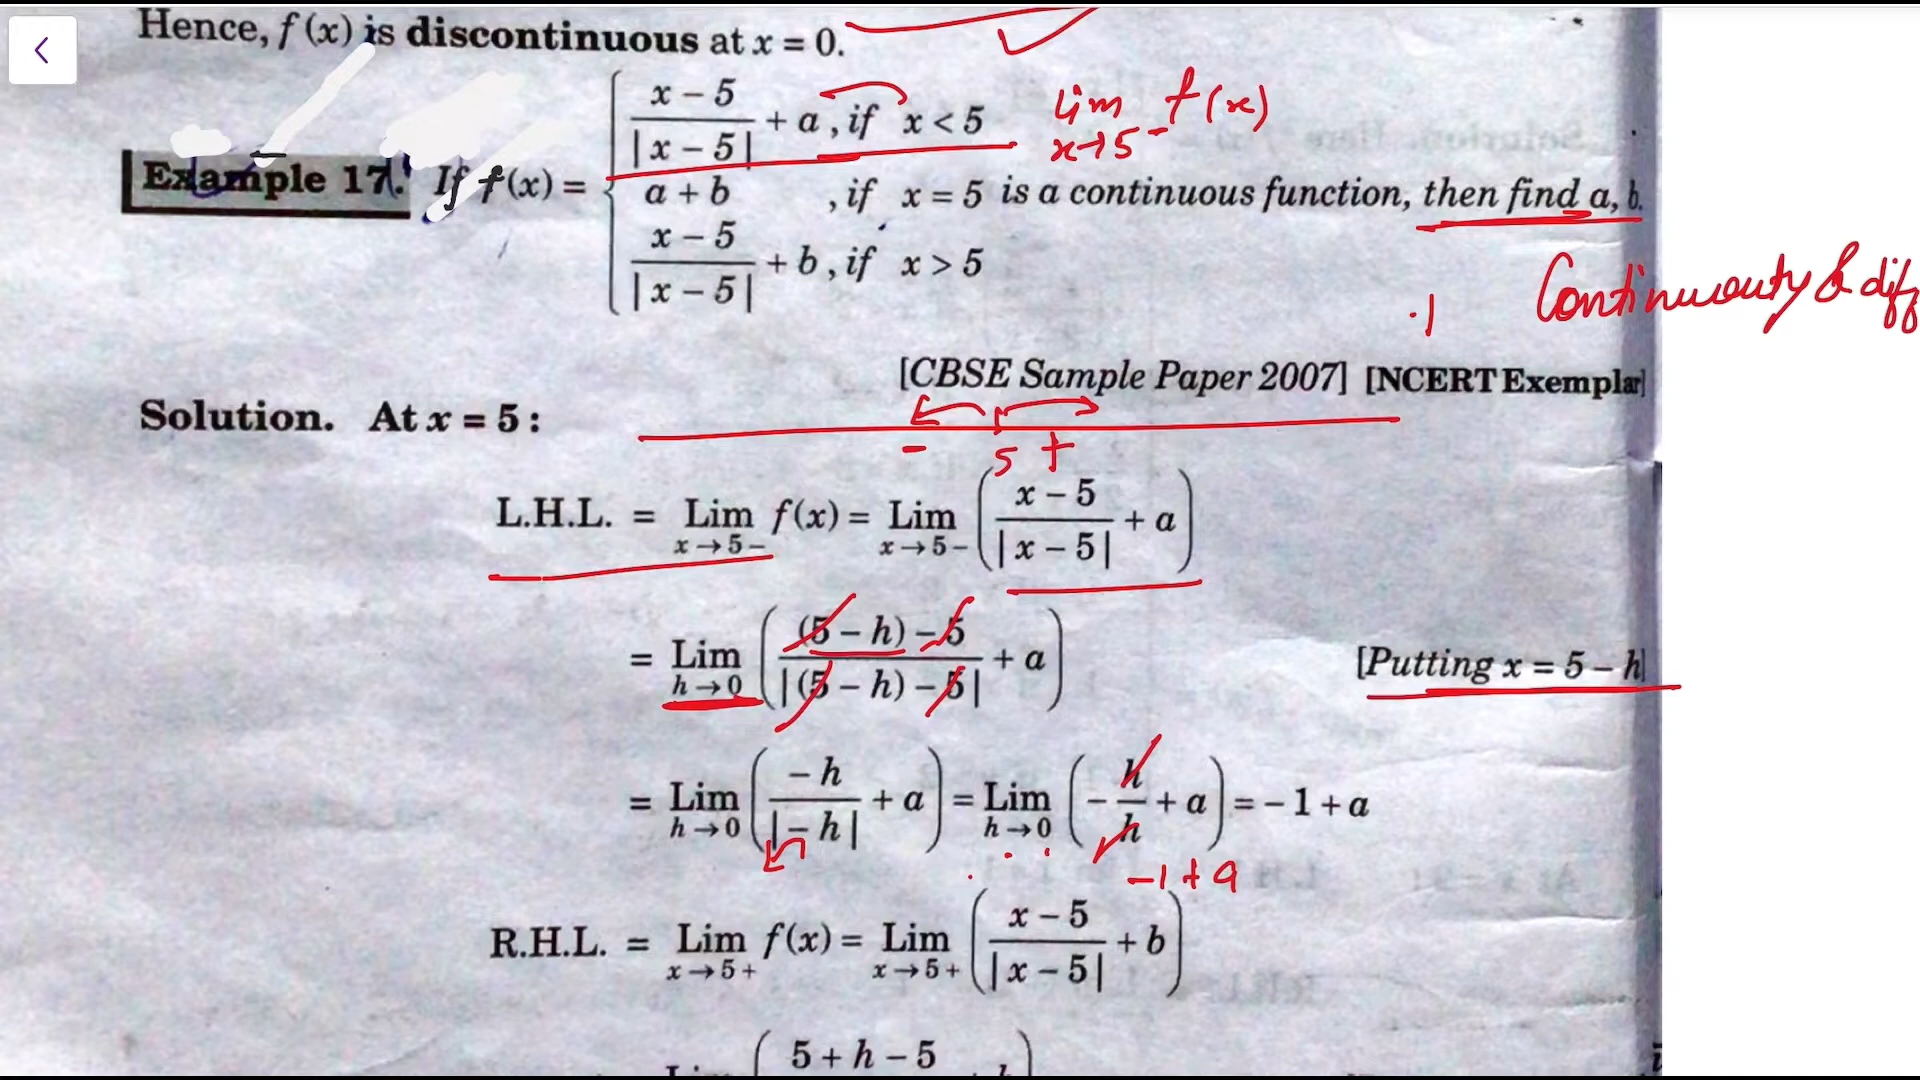 Hence, f (x) is discontinuous at x = 0.
Example 17. If f(x) = { (x – 5)/|x – 5| + a , if x < 5
a + b , if x = 5 is a continuous function, then find a, b.
(x – 5)/|x – 5| + b , if x > 5
lim x→5⁻ f(x)
Continuouty & diff
[CBSE Sample Paper 2007] [NCERT Exemplar]
Solution. At x = 5 :
– 5 +
L.H.L. = Lim x→5– f(x) = Lim x→5– ( (x – 5)/|x – 5| + a )
= Lim h→0 ( ((5 – h) – 5)/|(5 – h) – 5| + a ) [Putting x = 5 – h]
= Lim h→0 ( –h/|–h| + a ) = Lim h→0 ( –h/h + a ) = – 1 + a
–1 + a
R.H.L. = Lim x→5+ f(x) = Lim x→5+ ( (x – 5)/|x – 5| + b )
5 + h – 5